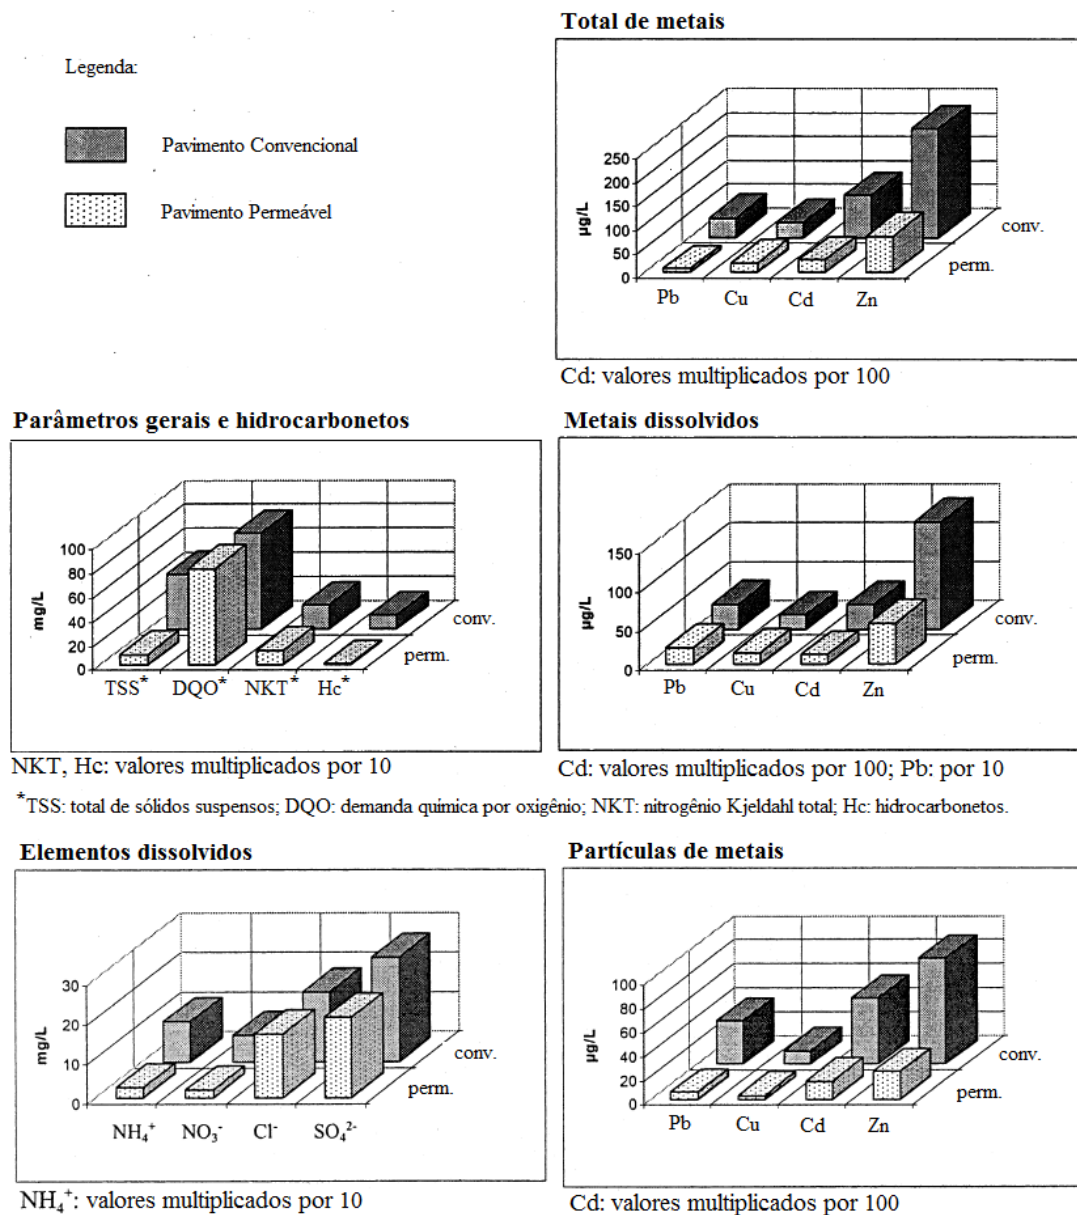 Total de metais
Legenda:
Pavimento Convencional
Pavimento Permeável
250
200
150
100
50
0
µg/L
Pb Cu Cd Zn
conv.
perm.
Cd: valores multiplicados por 100
Parâmetros gerais e hidrocarbonetos
100
80
60
40
20
0
mg/L
TSS* DQO* NKT* Hc*
conv.
perm.
NKT, Hc: valores multiplicados por 10
Metais dissolvidos
150
100
50
0
µg/L
Pb Cu Cd Zn
conv.
perm.
Cd: valores multiplicados por 100; Pb: por 10
*TSS: total de sólidos suspensos; DQO: demanda quimica por oxigênio; NKT: nitrogênio Kjeldahl total; Hc: hidrocarbonetos.
Elementos dissolvidos
30
20
10
0
mg/L
NH₄⁺ NO₃⁻ Cl⁻ SO₄²⁻
conv.
perm.
NH₄⁺: valores multiplicados por 10
Partículas de metais
100
80
60
40
20
0
µg/L
Pb Cu Cd Zn
conv.
perm.
Cd: valores multiplicados por 100